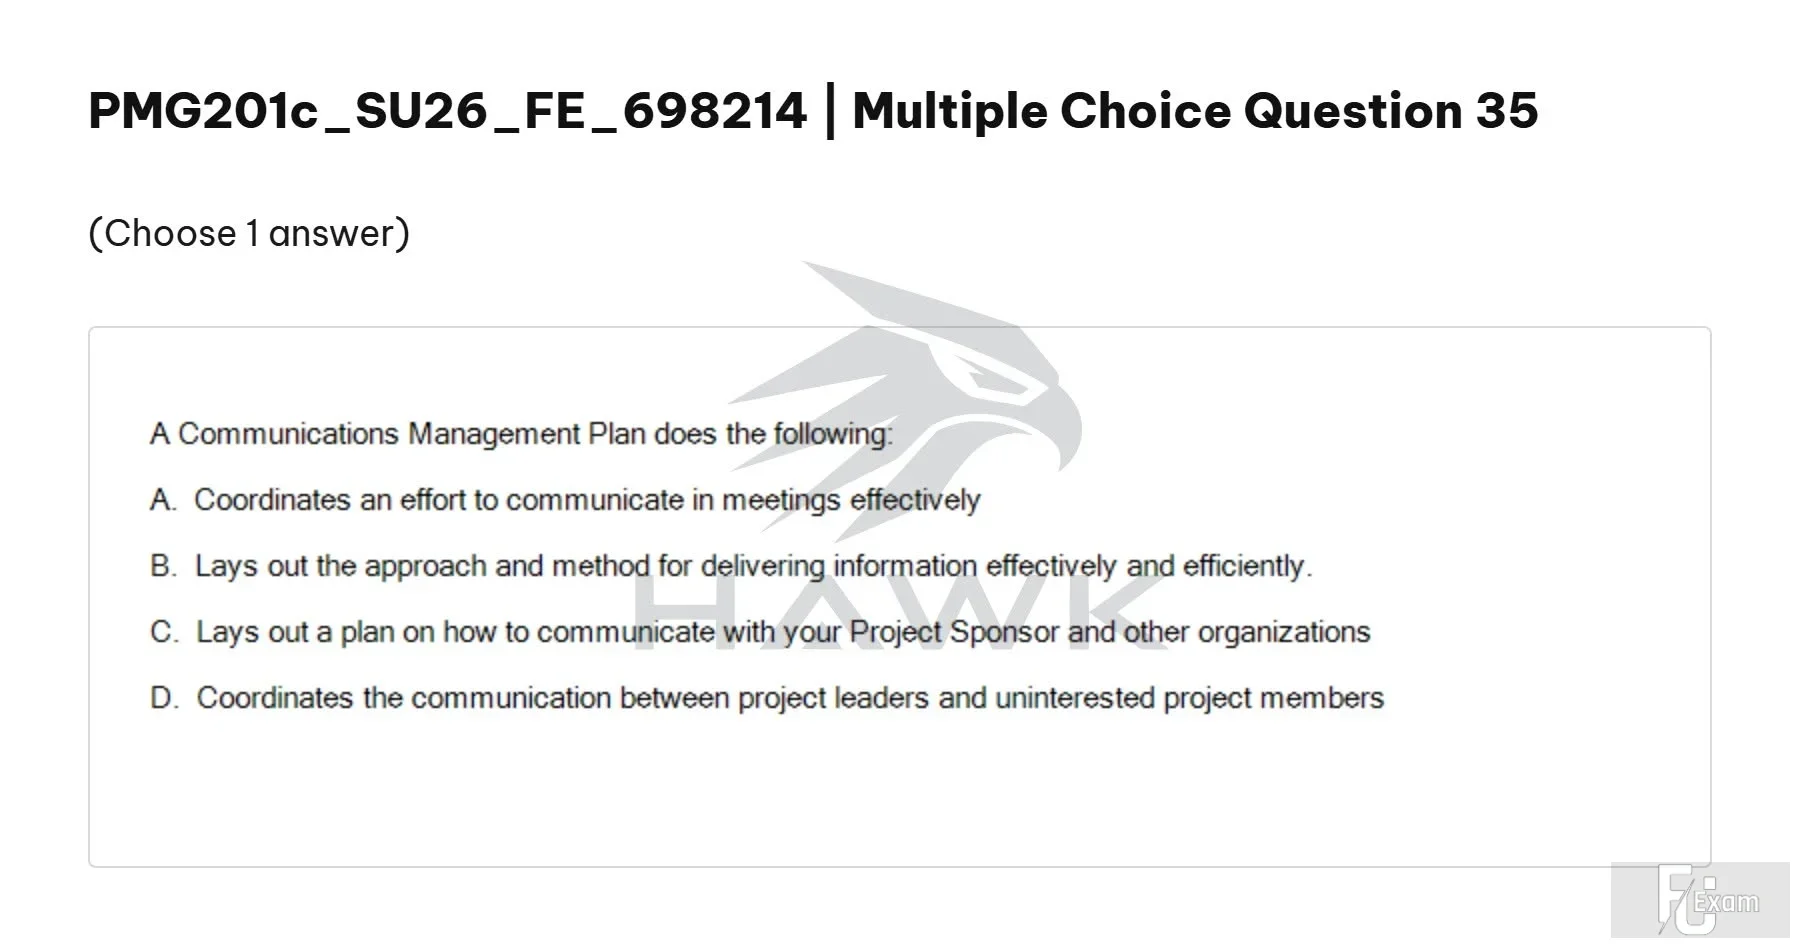 PMG201c_SU26_FE_698214 | Multiple Choice Question 35
(Choose 1 answer)
A Communications Management Plan does the following:
A. Coordinates an effort to communicate in meetings effectively
B. Lays out the approach and method for delivering information effectively and efficiently.
C. Lays out a plan on how to communicate with your Project Sponsor and other organizations
D. Coordinates the communication between project leaders and uninterested project members
HAWK
FU Exam